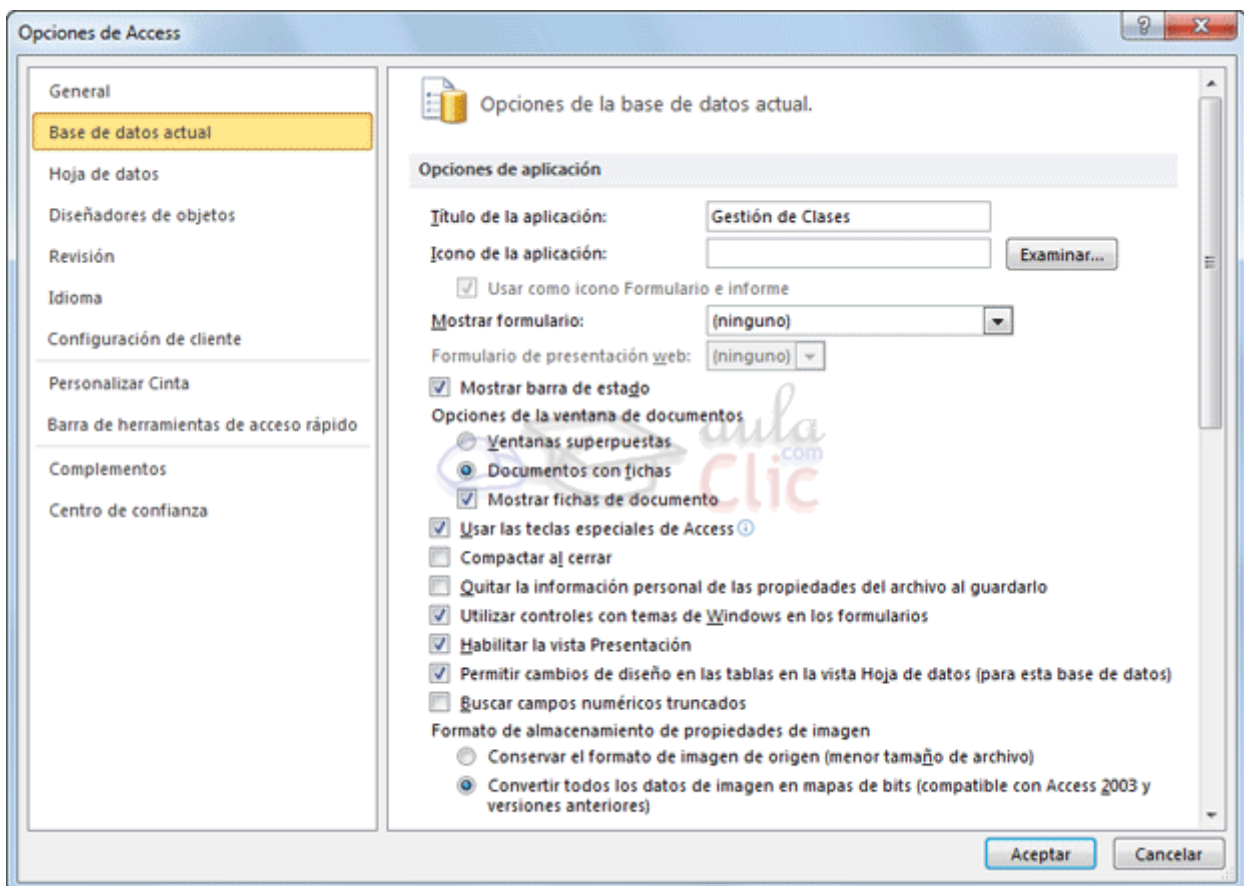 Opciones de Access
General
Base de datos actual
Hoja de datos
Diseñadores de objetos
Revisión
Idioma
Configuración de cliente
Personalizar Cinta
Barra de herramientas de acceso rápido
Complementos
Centro de confianza
Opciones de la base de datos actual.
Opciones de aplicación
Título de la aplicación: Gestión de Clases
Icono de la aplicación: Examinar...
Usar como icono Formulario e informe
Mostrar formulario: (ninguno)
Formulario de presentación web: (ninguno)
Mostrar barra de estado
Opciones de la ventana de documentos
Ventanas superpuestas
Documentos con fichas
Mostrar fichas de documento
Usar las teclas especiales de Access
Compactar al cerrar
Quitar la información personal de las propiedades del archivo al guardarlo
Utilizar controles con temas de Windows en los formularios
Habilitar la vista Presentación
Permitir cambios de diseño en las tablas en la vista Hoja de datos (para esta base de datos)
Buscar campos numéricos truncados
Formato de almacenamiento de propiedades de imagen
Conservar el formato de imagen de origen (menor tamaño de archivo)
Convertir todos los datos de imagen en mapas de bits (compatible con Access 2003 y
versiones anteriores)
Aceptar Cancelar
aula
.com
Clic